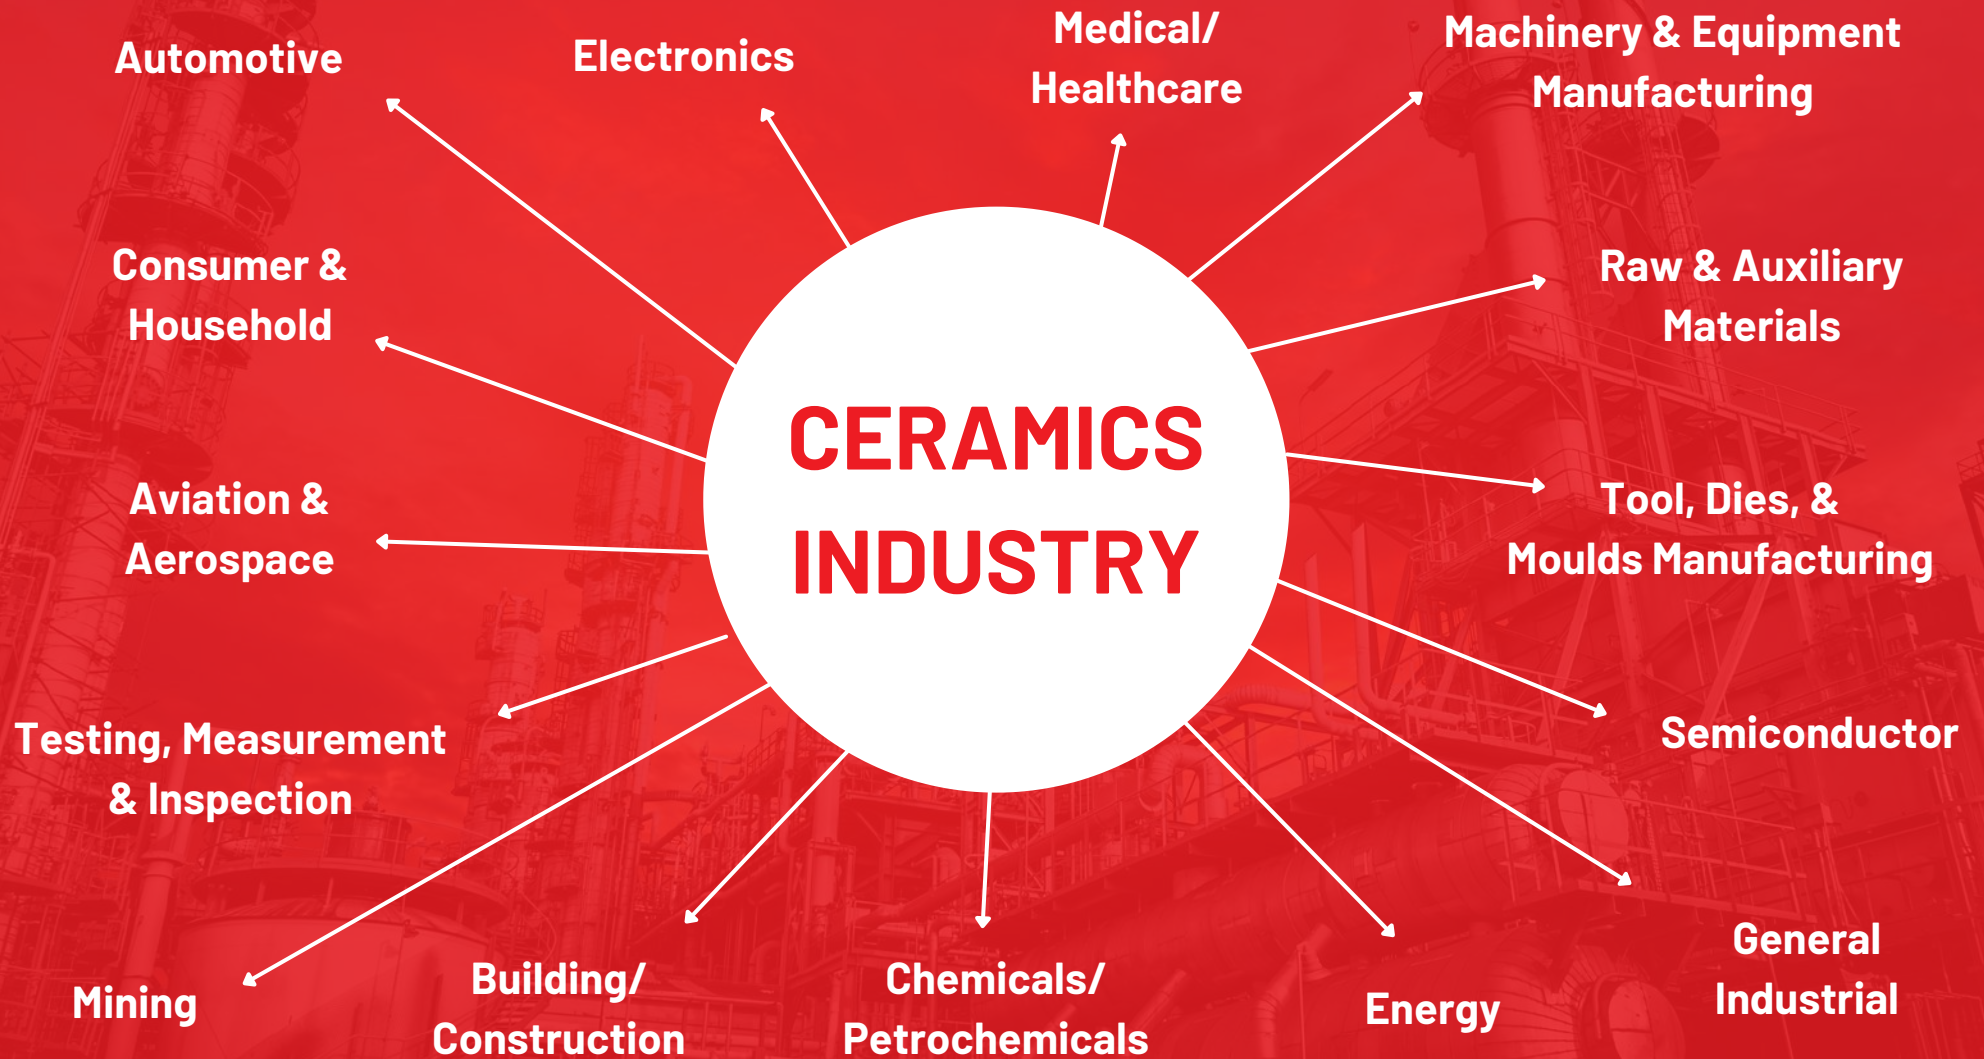 Automotive
Electronics
Medical/
Healthcare
Machinery & Equipment
Manufacturing
Consumer &
Household
Raw & Auxiliary
Materials
CERAMICS
INDUSTRY
Aviation &
Aerospace
Tool, Dies, &
Moulds Manufacturing
Testing, Measurement
& Inspection
Semiconductor
Mining
Building/
Construction
Chemicals/
Petrochemicals
Energy
General
Industrial